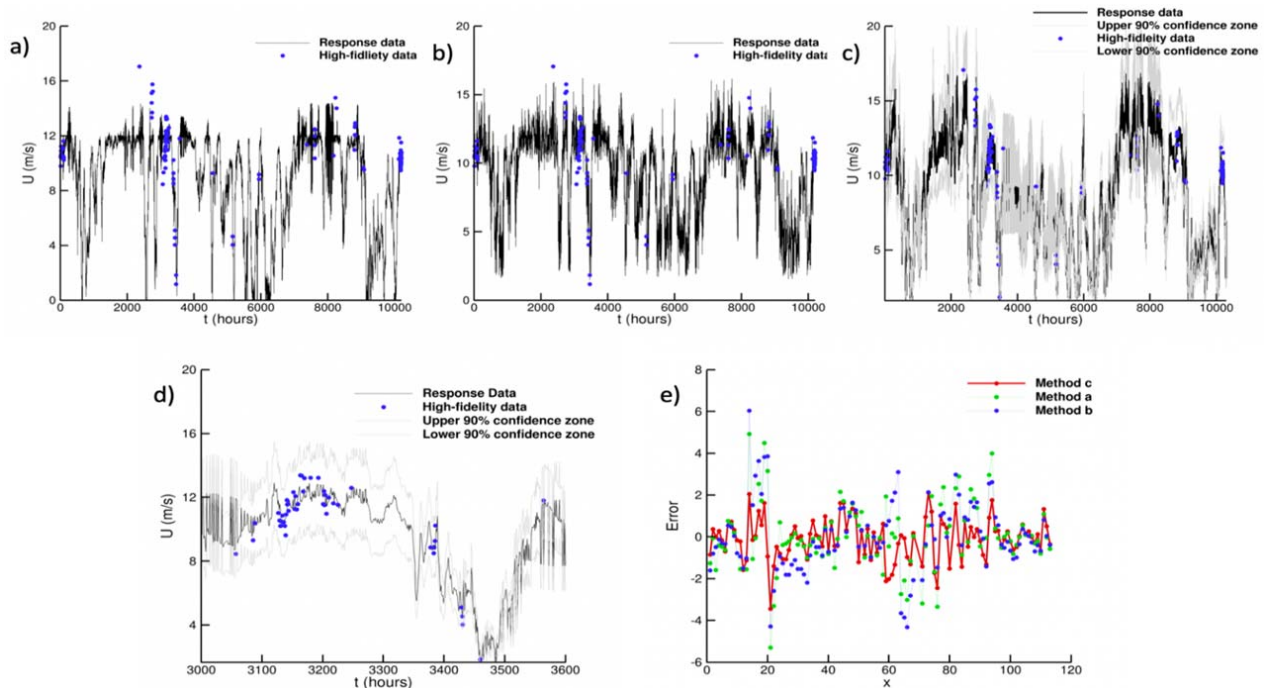 a)
20
16
12
8
4
0
U (m/s)
0 2000 4000 6000 8000 10000
t (hours)
Response data
High-fidliety data
b)
20
15
10
5
0
U (m/s)
0 2000 4000 6000 8000 10000
t (hours)
Response data
High-fidelity data
c)
20
15
10
5
U (m/s)
2000 4000 6000 8000 10000
t (hours)
Response data
Upper 90% confidence zone
High-fidleity data
Lower 90% confidence zone
d)
20
16
12
8
4
U (m/s)
3000 3100 3200 3300 3400 3500 3600
t (hours)
Response Data
High-fidelity data
Upper 90% confidence zone
Lower 90% confidence zone
e)
8
6
4
2
0
-2
-4
-6
Error
0 20 40 60 80 100 120
x
Method c
Method a
Method b